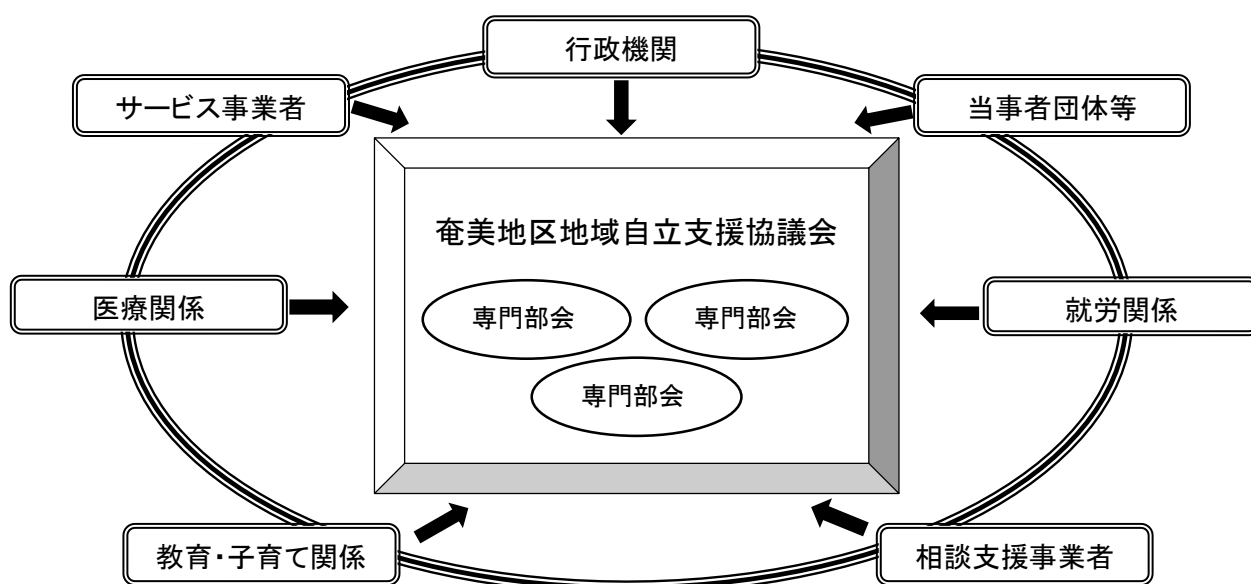 行政機関
サービス事業者
当事者団体等
奄美地区地域自立支援協議会
医療関係
専門部会
専門部会
就労関係
専門部会
教育・子育て関係
相談支援事業者